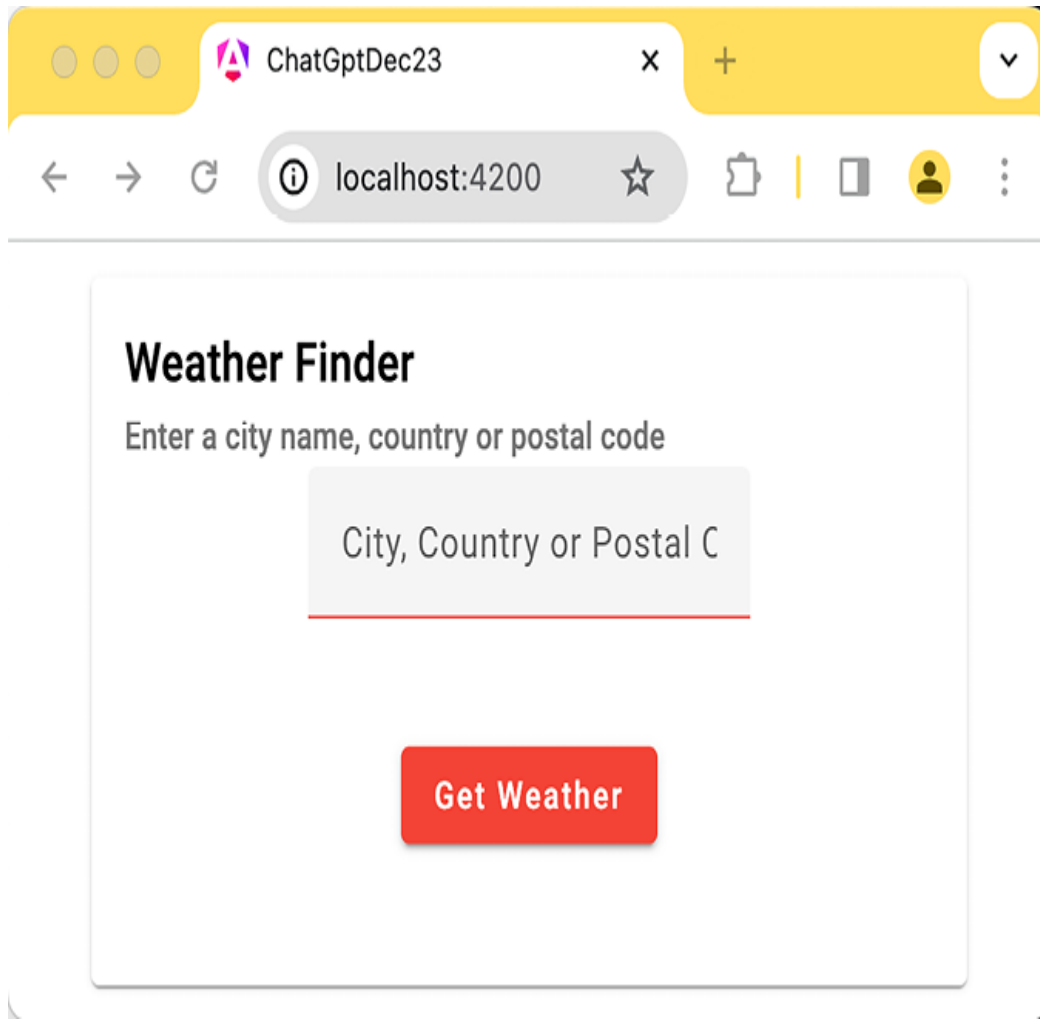 ChatGptDec23
localhost:4200
Weather Finder
Enter a city name, country or postal code
City, Country or Postal C
Get Weather